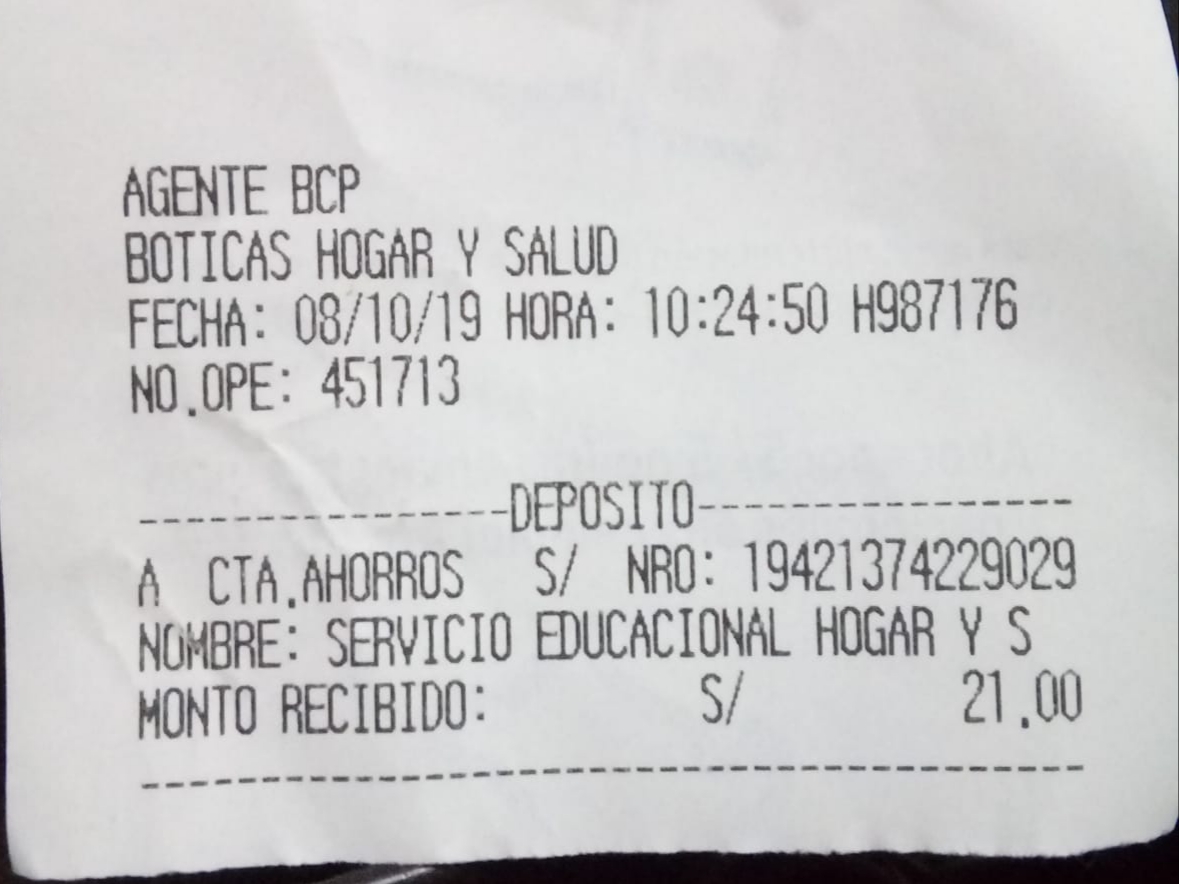 AGENTE BCP
BOTICAS HOGAR Y SALUD
FECHA: 08/10/19 HORA: 10:24:50 H987176
NO.OPE: 451713
----------------DEPOSITO----------------
A CTA.AHORROS S/ NRO: 19421374229029
NOMBRE: SERVICIO EDUCACIONAL HOGAR Y S
MONTO RECIBIDO: S/ 21.00
----------------------------------------